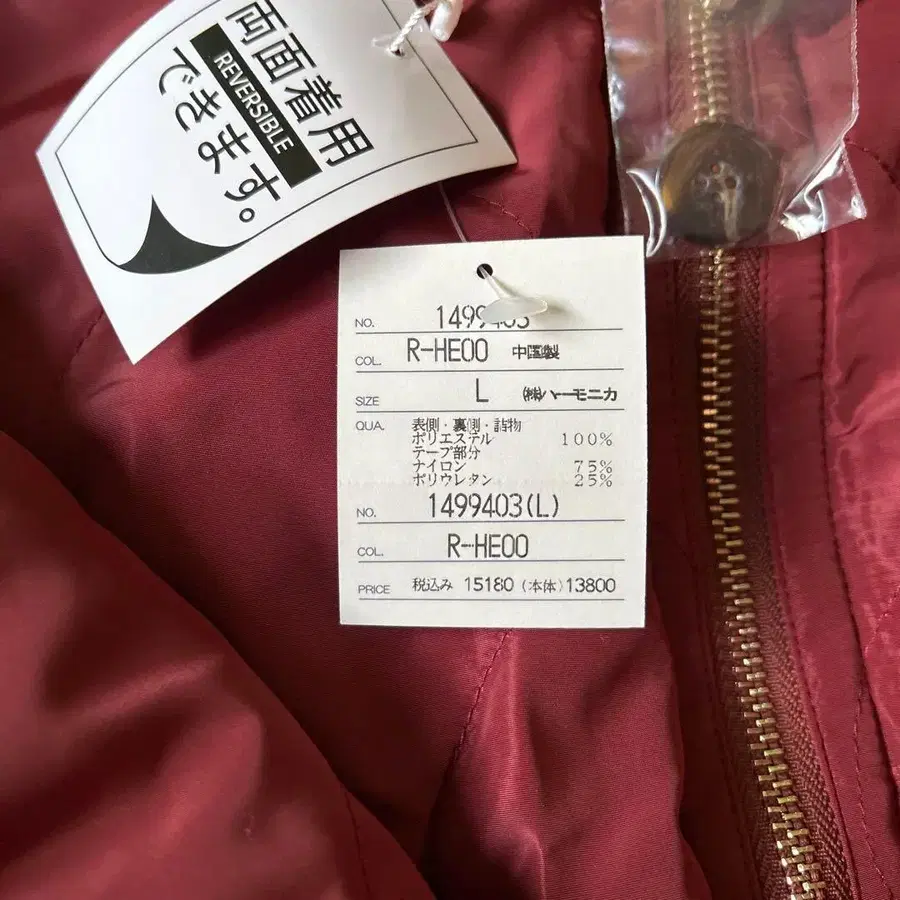 両面着用
REVERSIBLE
できます。
NO. 1499403
COL. R-HE00 中国製
SIZE L ㈱ハーモニカ
QUA. 表側・裏側・詰物
ポリエステル 100%
テープ部分
ナイロン 75%
ポリウレタン 25%
NO. 1499403(L)
COL. R-HE00
PRICE 税込み 15180 (本体)13800